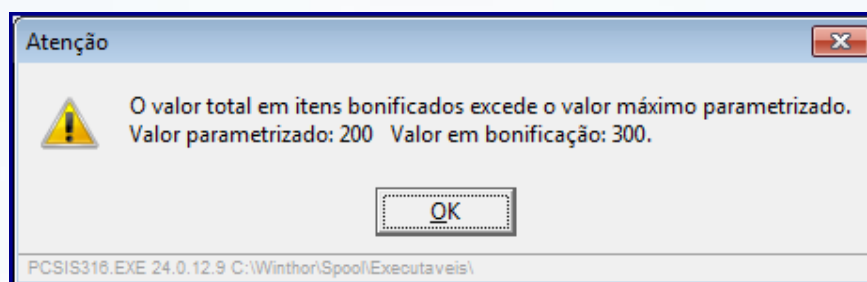 Atenção
O valor total em itens bonificados excede o valor máximo parametrizado.
Valor parametrizado: 200   Valor em bonificação: 300.
OK
PCSIS316.EXE 24.0.12.9 C:\Winthor\Spool\Executaveis\